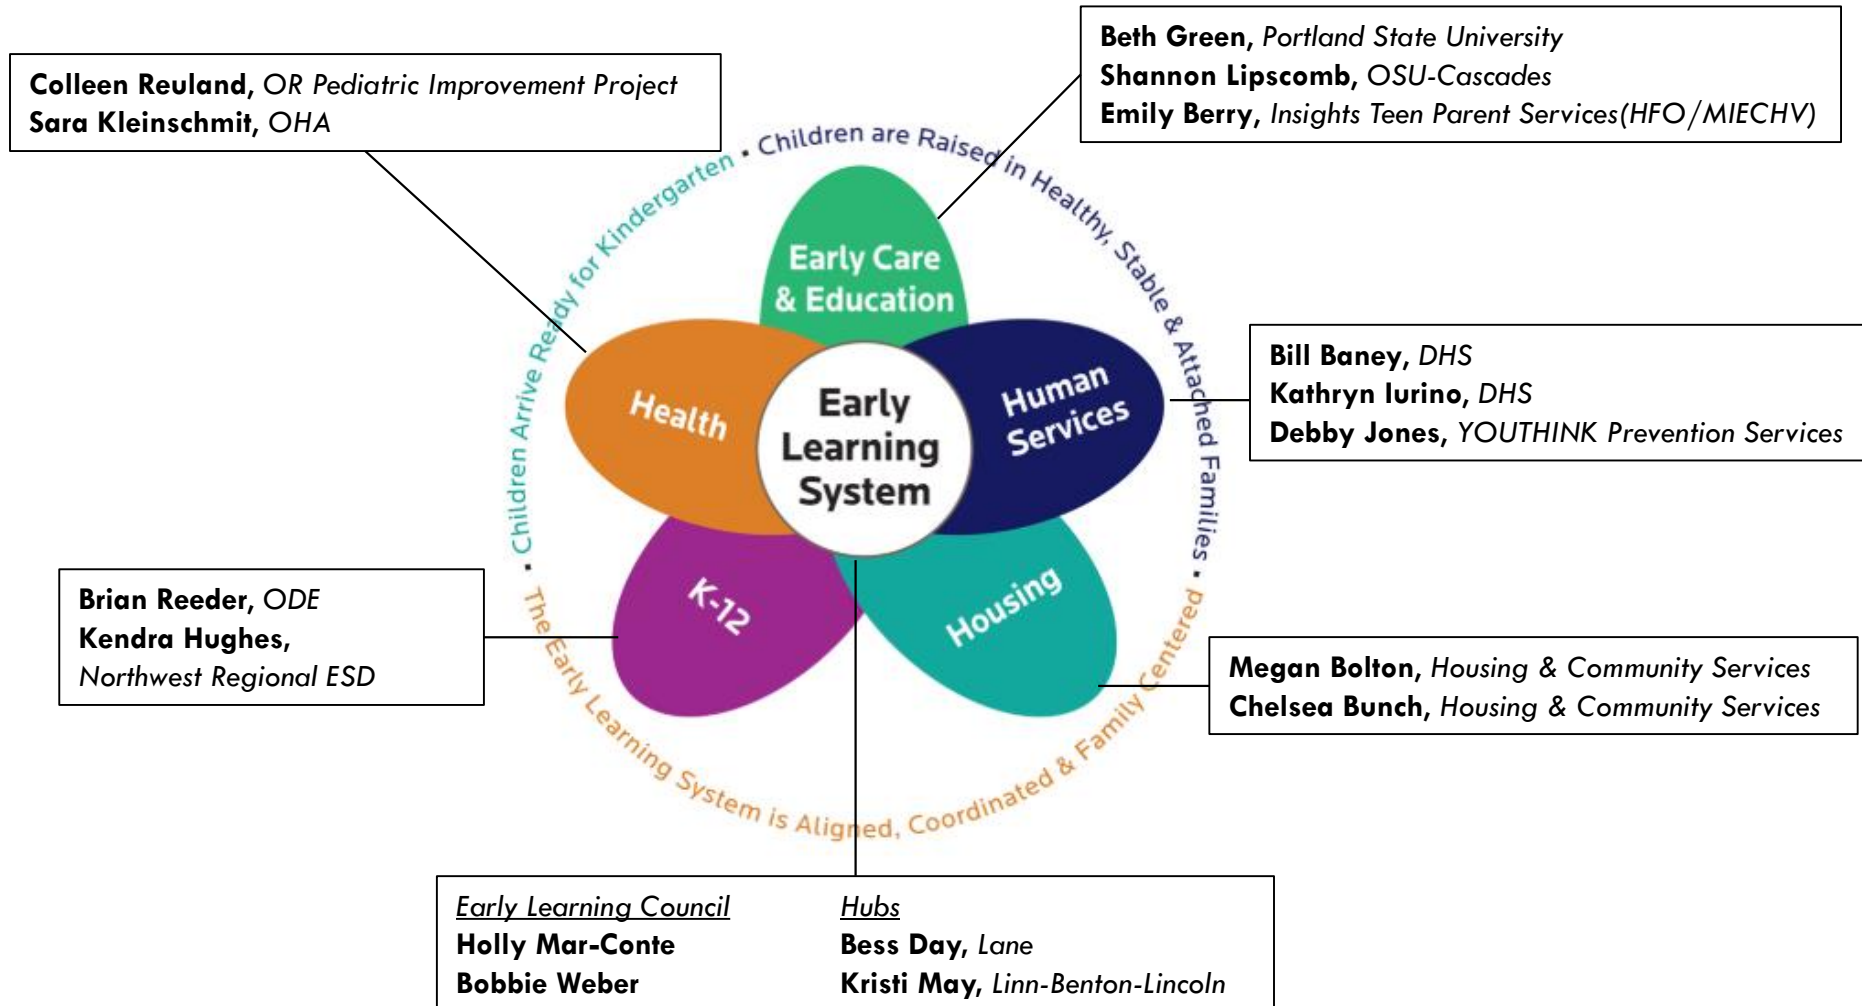 Beth Green, Portland State University
Shannon Lipscomb, OSU-Cascades
Emily Berry, Insights Teen Parent Services(HFO/MIECHV)
Colleen Reuland, OR Pediatric Improvement Project
Sara Kleinschmit, OHA
• Children Arrive Ready for Kindergarten • Children are Raised in Healthy, Stable & Attached Families •
Early Care
& Education
Health
Early
Learning
System
Human
Services
Bill Baney, DHS
Kathryn Iurino, DHS
Debby Jones, YOUTHINK Prevention Services
K-12
Housing
Brian Reeder, ODE
Kendra Hughes,
Northwest Regional ESD
Megan Bolton, Housing & Community Services
Chelsea Bunch, Housing & Community Services
The Early Learning System is Aligned, Coordinated & Family Centered
Early Learning Council
Holly Mar-Conte
Bobbie Weber
Hubs
Bess Day, Lane
Kristi May, Linn-Benton-Lincoln